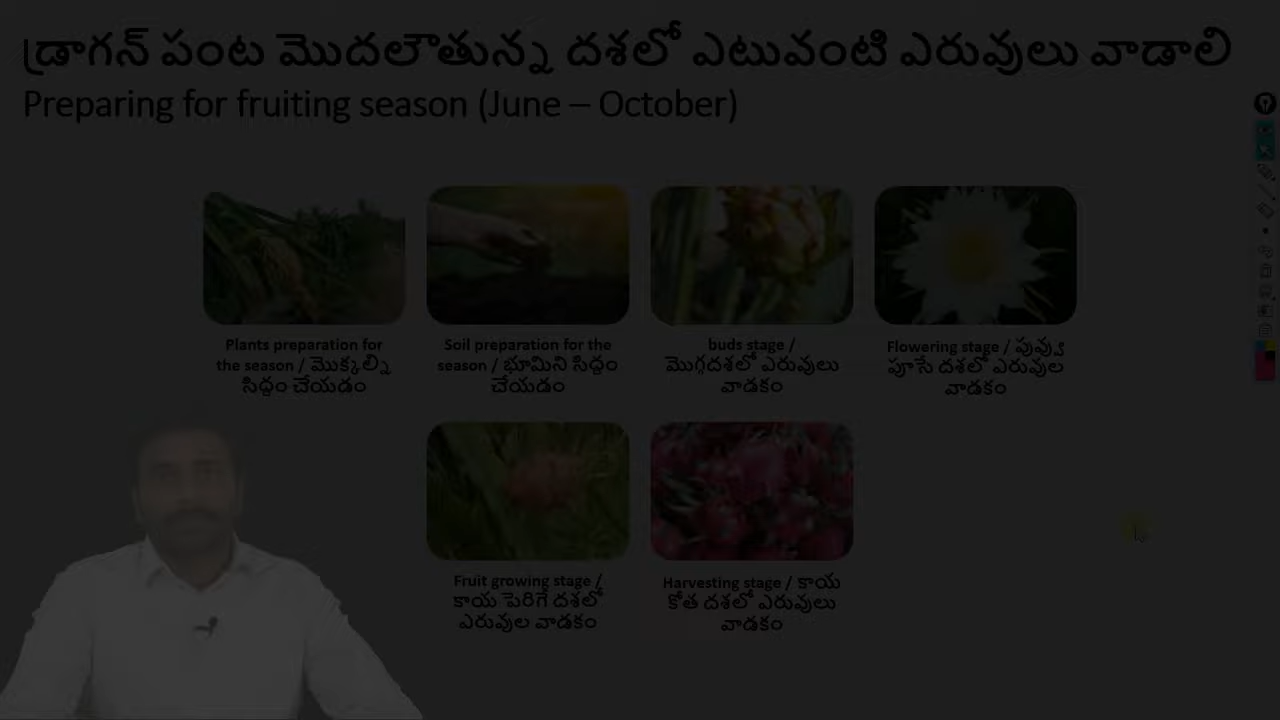 డ్రాగన్ పంట మొదలౌతున్న దశలో ఎటువంటి ఎరువులు వాడాలి
Preparing for fruiting season (June – October)
Plants preparation for
the season / మొక్కల్ని
సిద్దం చేయడం
Soil preparation for the
season / భూమిని సిద్దం
చేయడం
buds stage /
మొగ్గదశలో ఎరువులు
వాడకం
Flowering stage / పువ్వు
పూసే దశలో ఎరువుల
వాడకం
Fruit growing stage /
కాయ పెరిగే దశలో
ఎరువుల వాడకం
Harvesting stage / కాయ
కోత దశలో ఎరువులు
వాడకం